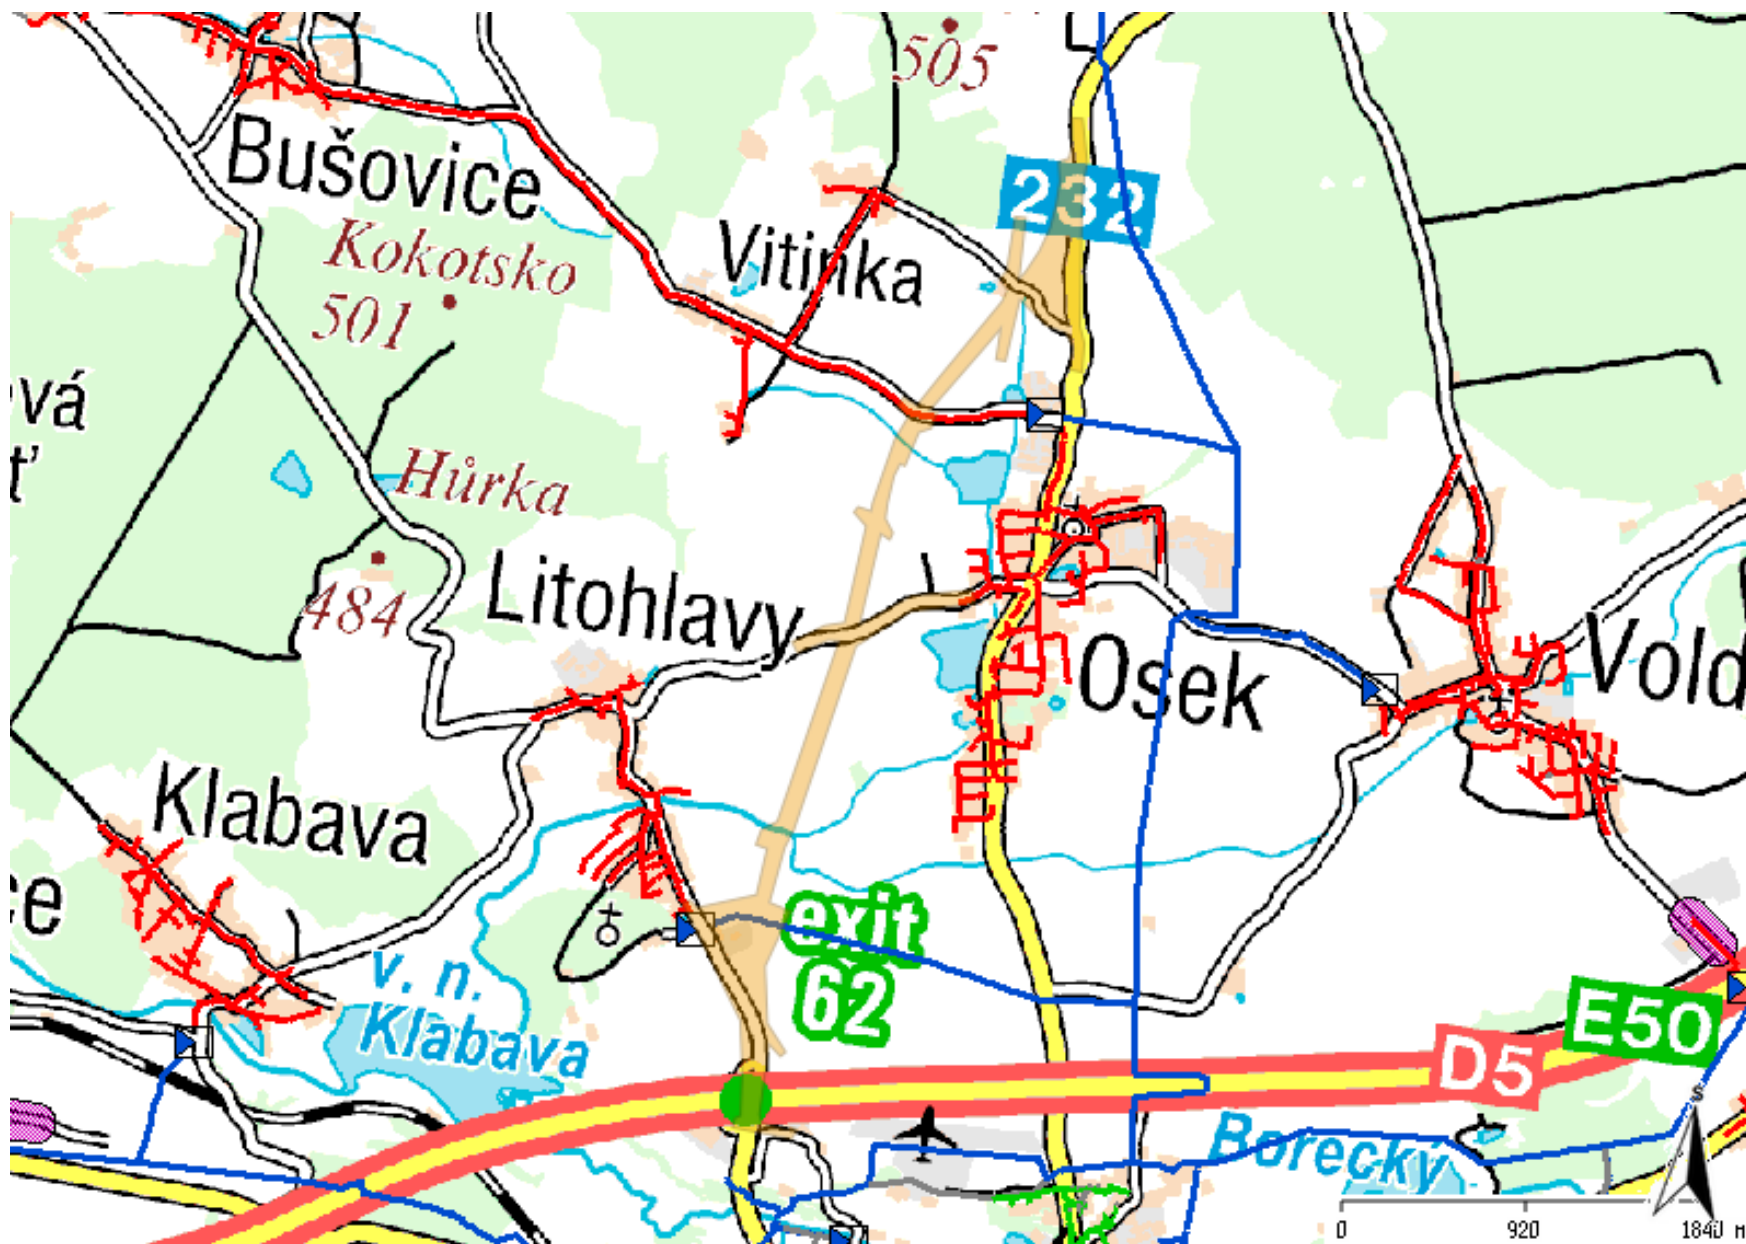 505
Bušovice
232
Kokotsko
501
Vitinka
vá
ť
Hůrka
484
Litohlavy
Osek
Vold
Klabava
ce
exit
62
v. n.
Klabava
E50
D5
S
Borecký
0 920 1840 m